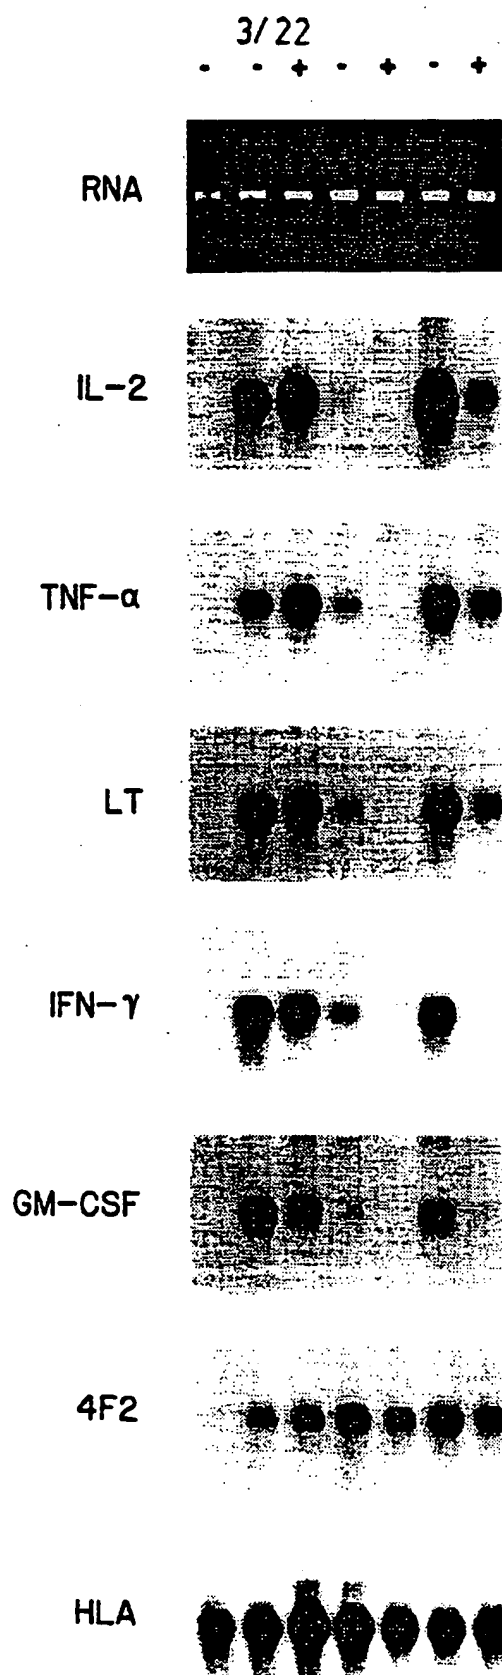 3/22
- - + - + - +
RNA
IL-2
TNF-α
LT
IFN-γ
GM-CSF
4F2
HLA